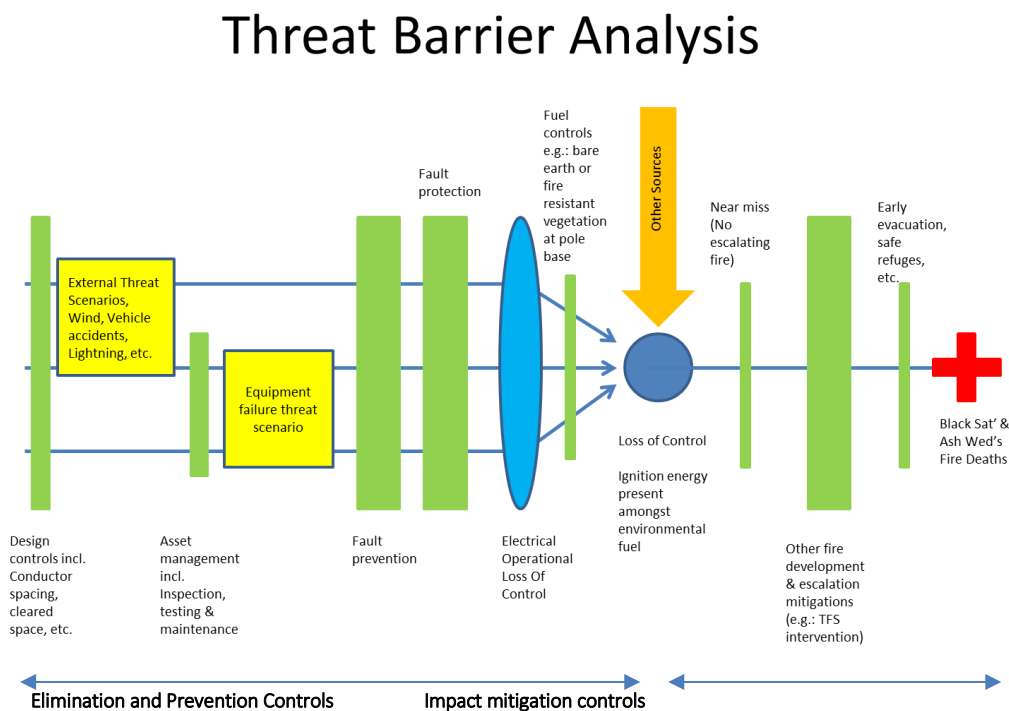 Threat Barrier Analysis
Fuel
controls
e.g.: bare
earth or
fire
resistant
vegetation
at pole
base
Other Sources
Fault
protection
Near miss
(No
escalating
fire)
Early
evacuation,
safe
refuges,
etc.
External Threat
Scenarios,
Wind, Vehicle
accidents,
Lightning, etc.
Equipment
failure threat
scenario
Loss of Control
Ignition energy
present
amongst
environmental
fuel
Black Sat' &
Ash Wed's
Fire Deaths
Design
controls incl.
Conductor
spacing,
cleared
space, etc.
Asset
management
incl.
Inspection,
testing &
maintenance
Fault
prevention
Electrical
Operational
Loss Of
Control
Other fire
development
& escalation
mitigations
(e.g.: TFS
intervention)
Elimination and Prevention Controls
Impact mitigation controls